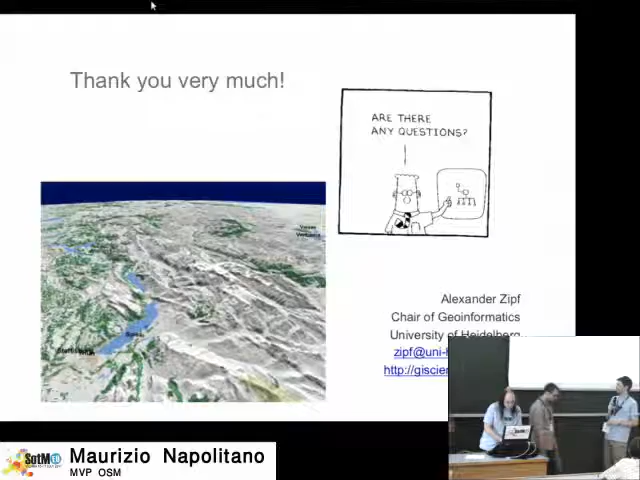 Thank you very much!
ARE THERE
ANY QUESTIONS?
Alexander Zipf
Chair of Geoinformatics
University of Heidelberg
zipf@uni-
http://giscien
SotM
Maurizio Napolitano
MVP OSM